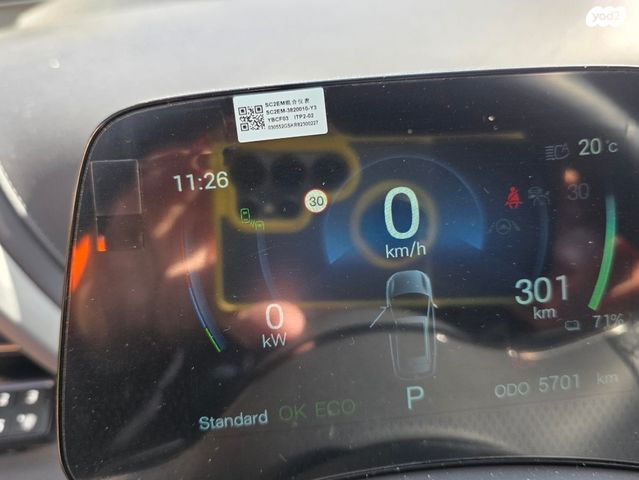 yad2
SC2EM组合仪表
SC2EM-3820010-Y3
YBCF03 ITP2-02
11:26
30
0
km/h
20°C
30
0
kW
301
km
71%
Standard OK ECO
P
ODO 5701 km